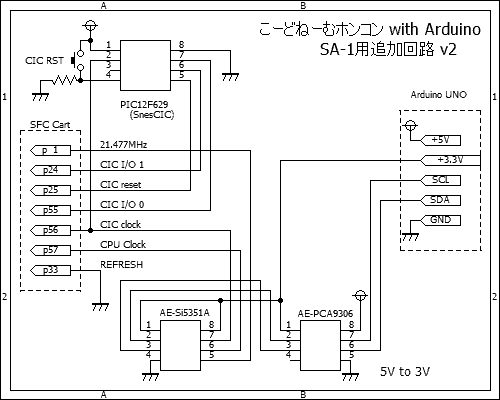 A
B
こーどねーむホンコン with Arduino
SA-1用追加回路 v2
CIC RST
1 8
2 7
3 6
4 5
PIC12F629
(SnesCIC)
1
1
Arduino UNO
SFC Cart
+5V
p 1 21.477MHz
+3.3V
p24 CIC I/O 1
SCL
p25 CIC reset
SDA
p55 CIC I/O 0
GND
p56 CIC clock
p57 CPU Clock
p33 REFRESH
2
2
AE-Si5351A
AE-PCA9306
1 8
2 7
3 6
4 5
1 8
2 7
3 6
4 5
5V to 3V
A
B